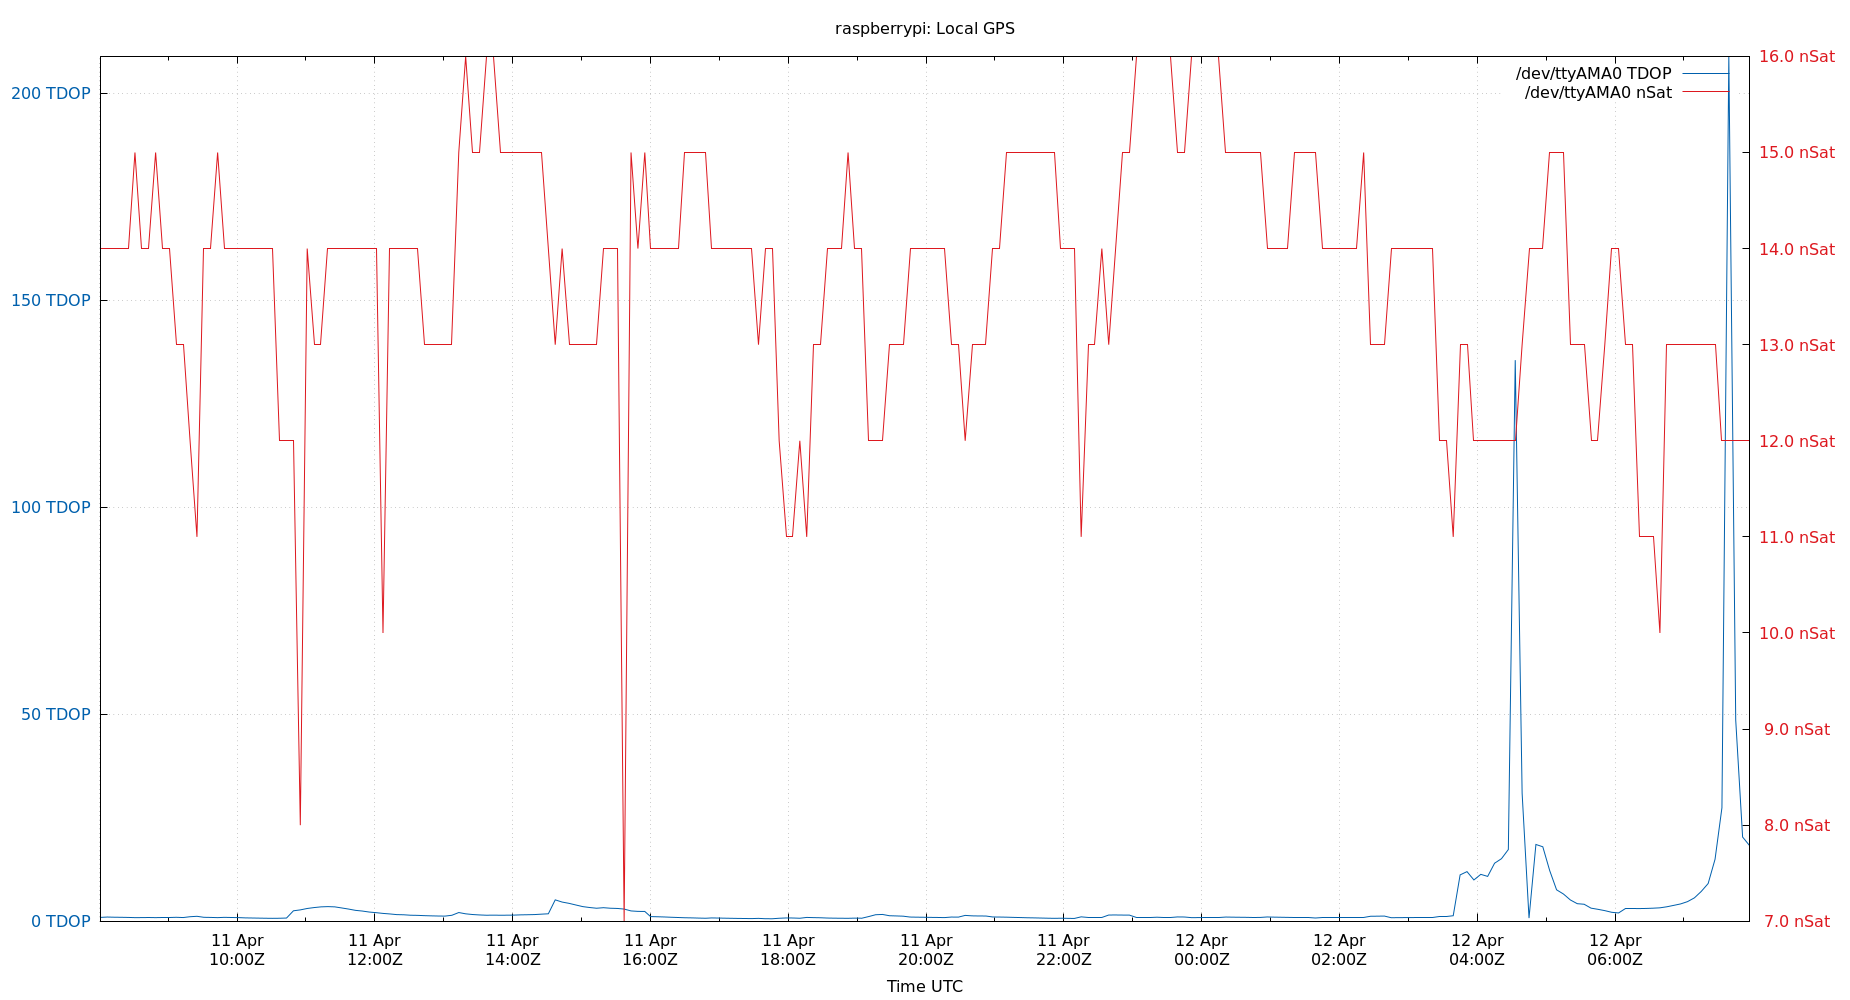 raspberrypi: Local GPS
/dev/ttyAMA0 TDOP
/dev/ttyAMA0 nSat
200 TDOP
150 TDOP
100 TDOP
50 TDOP
0 TDOP
16.0 nSat
15.0 nSat
14.0 nSat
13.0 nSat
12.0 nSat
11.0 nSat
10.0 nSat
9.0 nSat
8.0 nSat
7.0 nSat
11 Apr 11 Apr 11 Apr 11 Apr 11 Apr 11 Apr 11 Apr 12 Apr 12 Apr 12 Apr 12 Apr
10:00Z 12:00Z 14:00Z 16:00Z 18:00Z 20:00Z 22:00Z 00:00Z 02:00Z 04:00Z 06:00Z
Time UTC